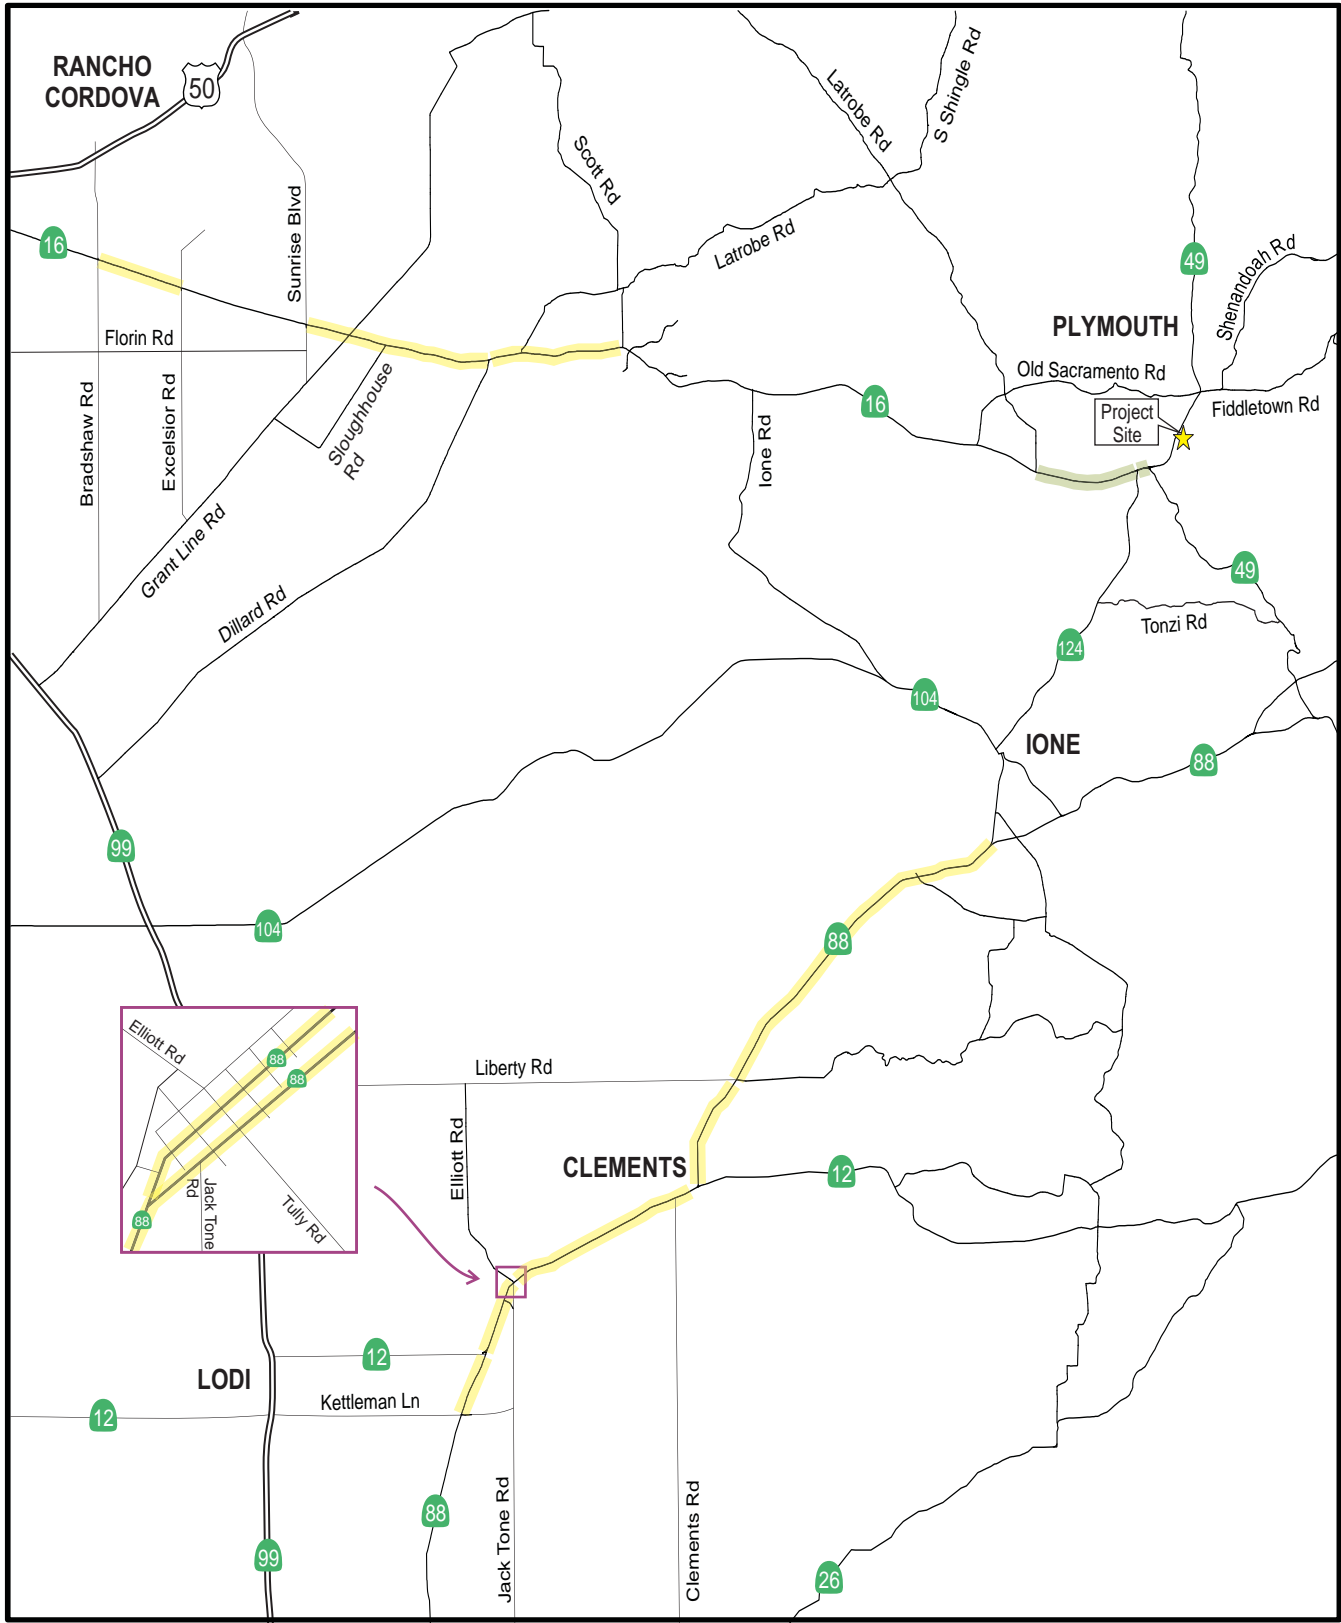 RANCHO
CORDOVA
50
Latrobe Rd
S Shingle Rd
Scott Rd
Sunrise Blvd
16
Latrobe Rd
49
Shenandoah Rd
PLYMOUTH
Florin Rd
Old Sacramento Rd
Bradshaw Rd
Excelsior Rd
Sloughhouse
Rd
Ione Rd
16
Project
Site
Fiddletown Rd
Grant Line Rd
Dillard Rd
49
Tonzi Rd
124
104
IONE
88
99
104
88
Elliott Rd
88
88
Liberty Rd
Elliott Rd
CLEMENTS
12
Jack Tone
Rd
Tully Rd
88
12
LODI
Kettleman Ln
12
88
Jack Tone Rd
Clements Rd
99
26